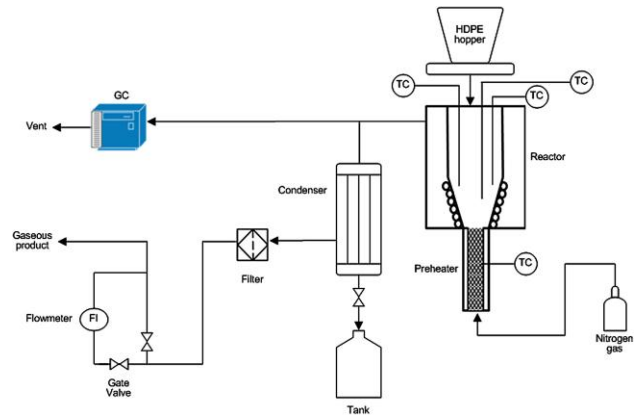 HDPE
hopper
TC
TC
TC
GC
Vent
Reactor
Condenser
Gaseous
product
Preheater
TC
Filter
Flowmeter
FI
Nitrogen
gas
Gate
Valve
Tank